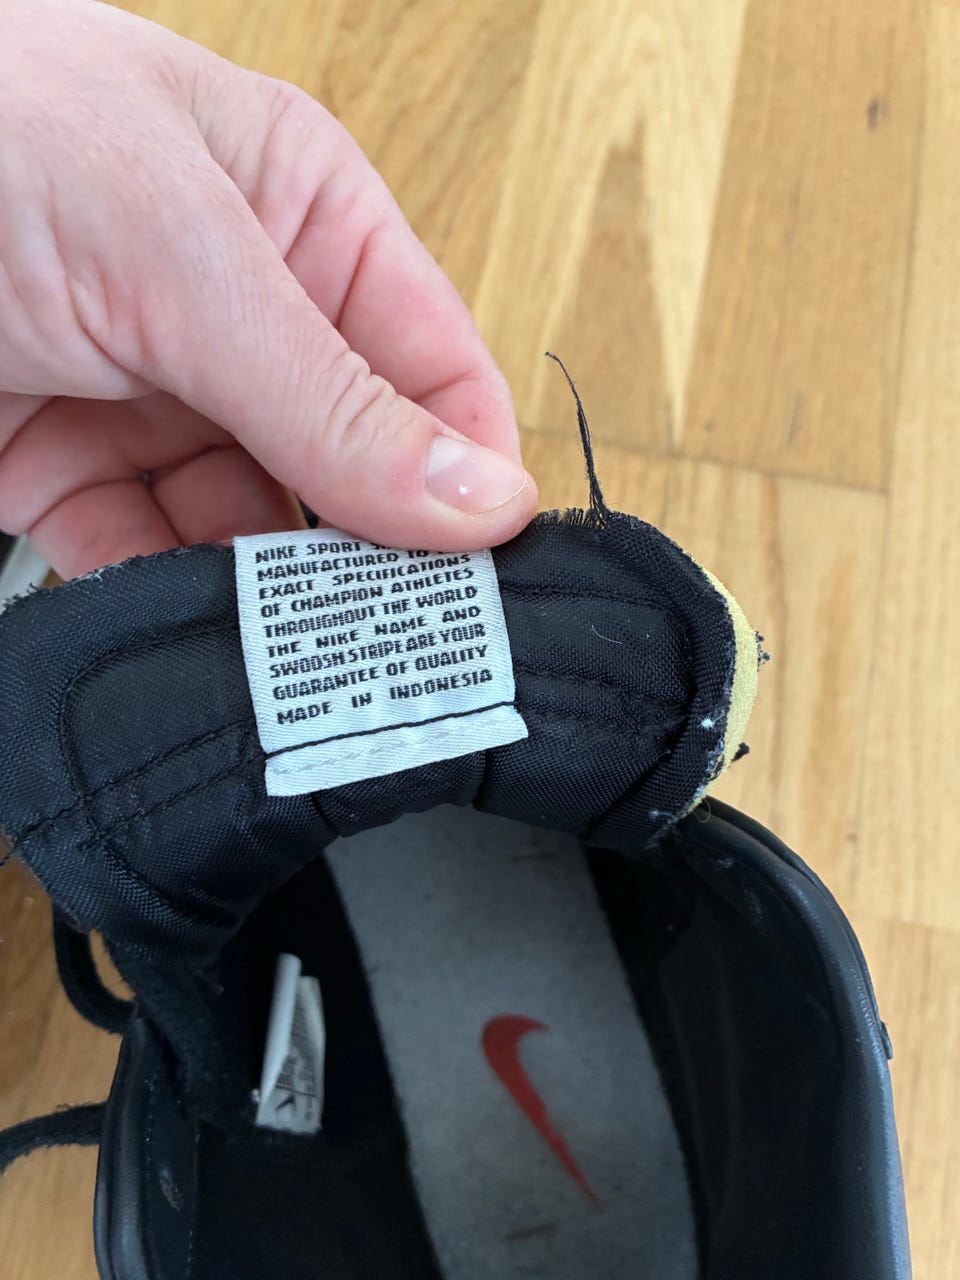 NIKE SPORT
MANUFACTURED TO
EXACT SPECIFICATIONS
OF CHAMPION ATHLETES
THROUGHOUT THE WORLD
THE NIKE NAME AND
SWOOSH STRIPE ARE YOUR
GUARANTEE OF QUALITY
MADE IN INDONESIA